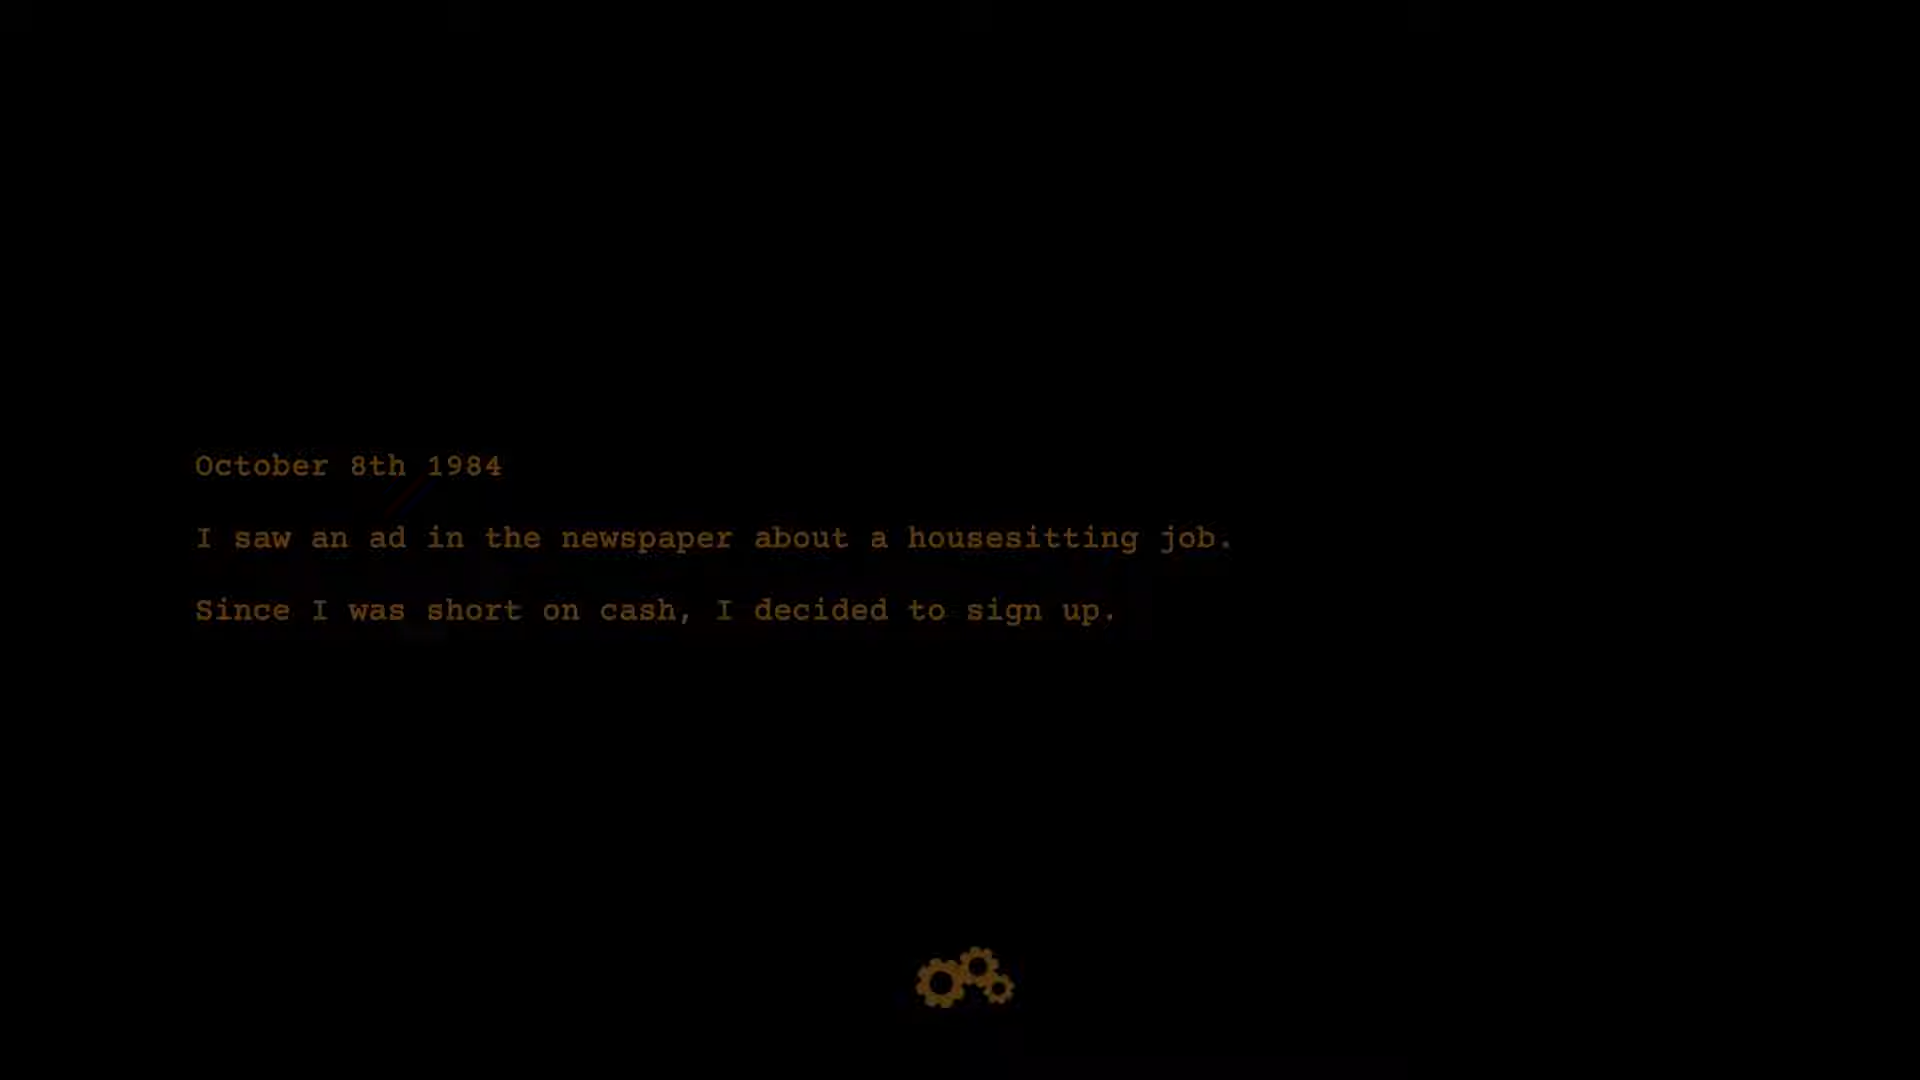 October 8th 1984
I saw an ad in the newspaper about a housesitting job.
Since I was short on cash, I decided to sign up.